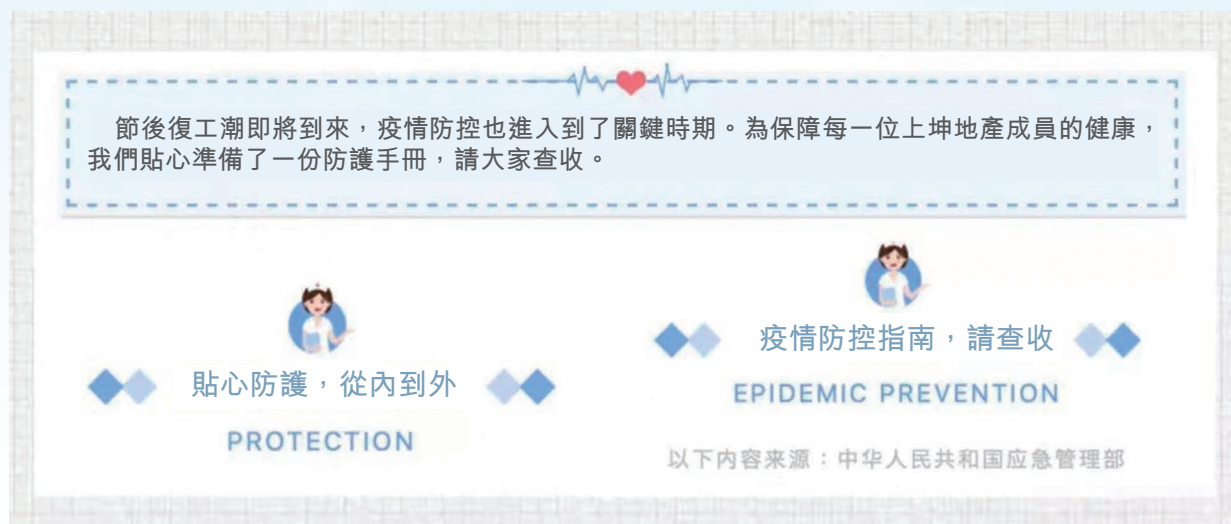 節後復工潮即將到來，疫情防控也進入到了關鍵時期。為保障每一位上坤地產成員的健康，
我們貼心準備了一份防護手冊，請大家查收。
貼心防護，從內到外
PROTECTION
疫情防控指南，請查收
EPIDEMIC PREVENTION
以下内容来源：中华人民共和国应急管理部